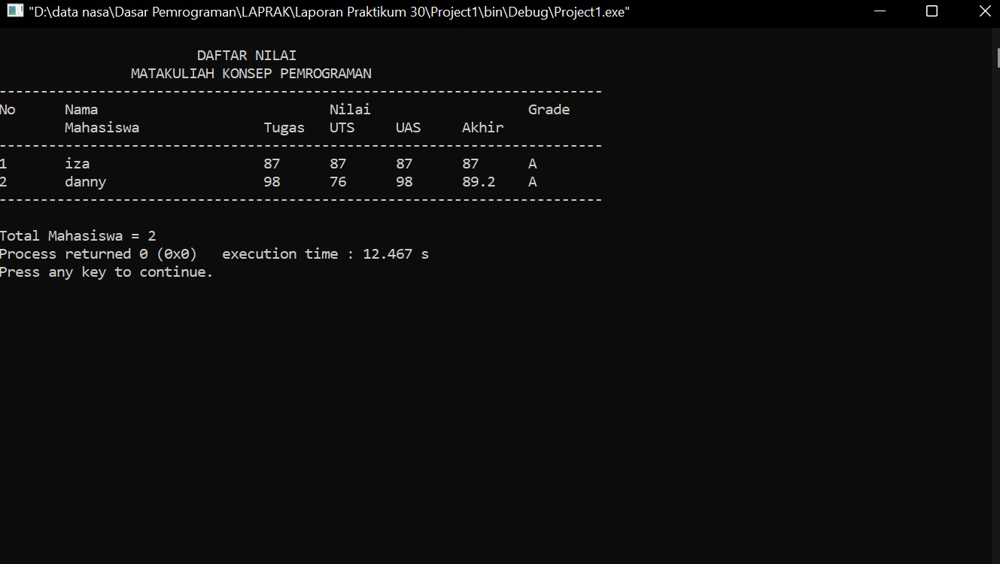 "D:\data nasa\Dasar Pemrograman\LAPRAK\Laporan Praktikum 30\Project1\bin\Debug\Project1.exe"
DAFTAR NILAI
MATAKULIAH KONSEP PEMROGRAMAN
-------------------------------------------------------------------------
No Nama Nilai Grade
Mahasiswa Tugas UTS UAS Akhir
-------------------------------------------------------------------------
1 iza 87 87 87 87 A
2 danny 98 76 98 89.2 A
-------------------------------------------------------------------------
Total Mahasiswa = 2
Process returned 0 (0x0) execution time : 12.467 s
Press any key to continue.